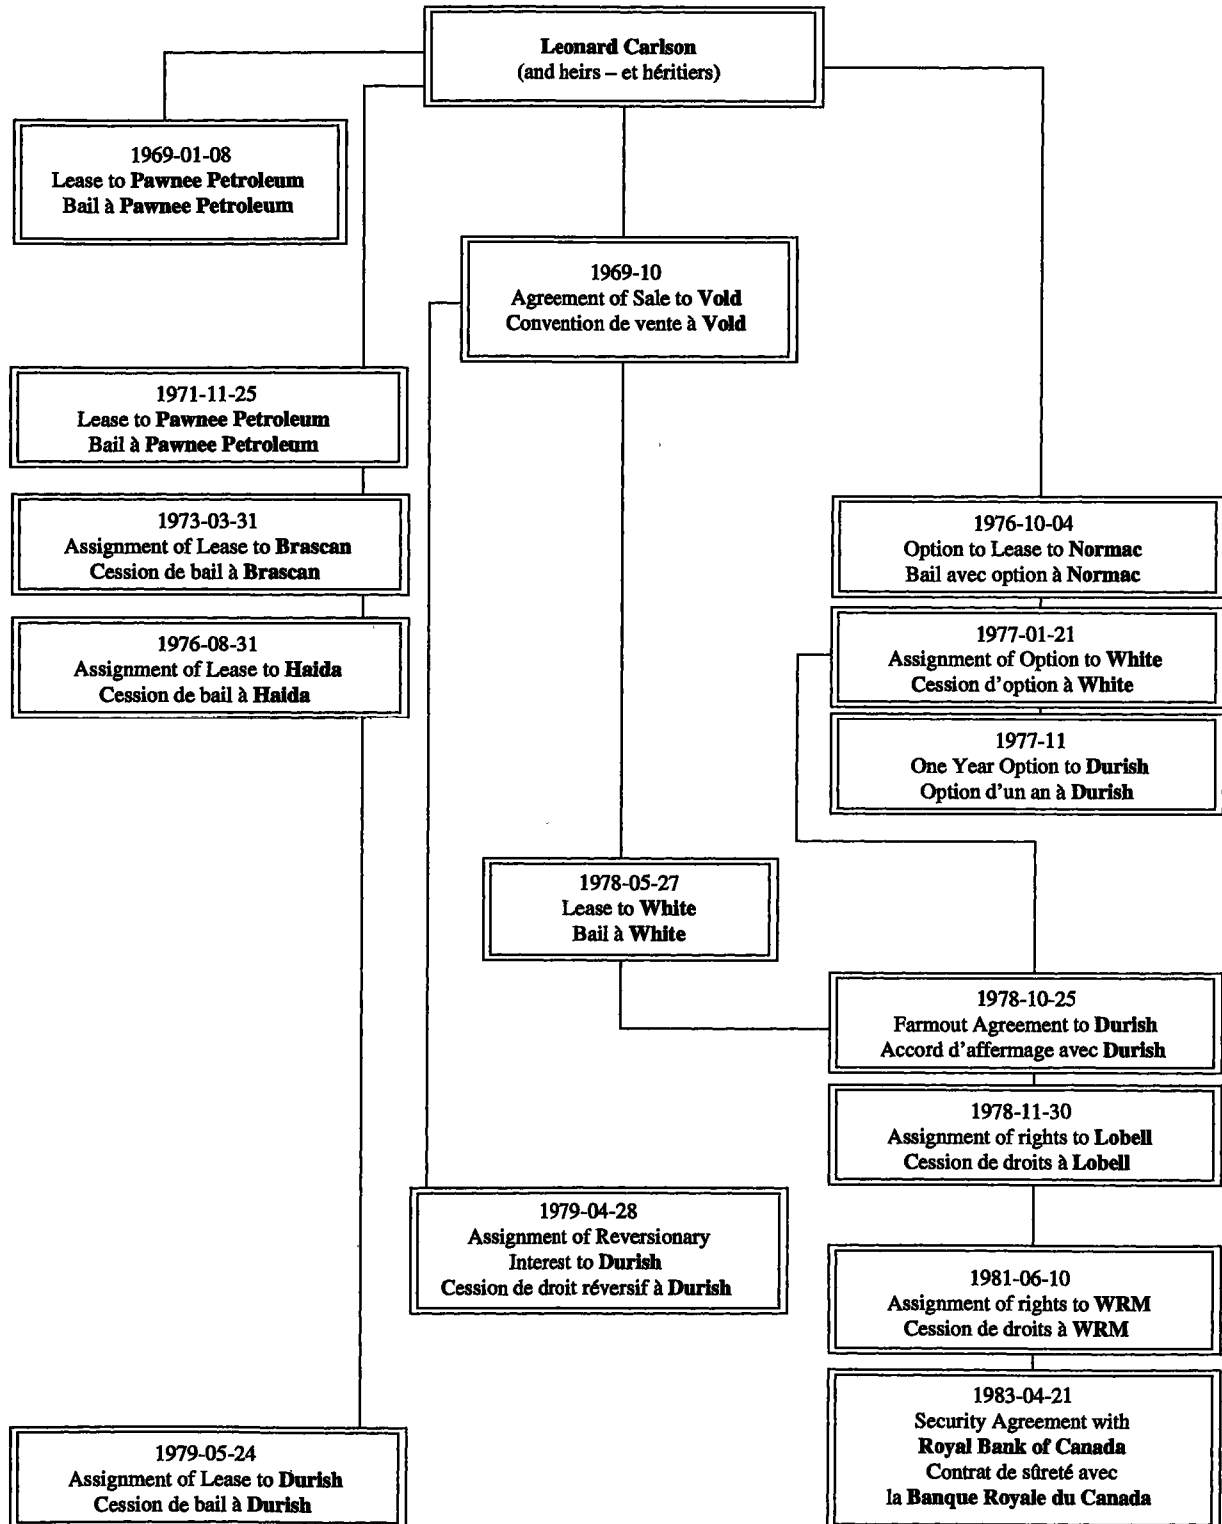 Leonard Carlson
(and heirs – et héritiers)
1969-01-08
Lease to Pawnee Petroleum
Bail à Pawnee Petroleum
1969-10
Agreement of Sale to Vold
Convention de vente à Vold
1971-11-25
Lease to Pawnee Petroleum
Bail à Pawnee Petroleum
1973-03-31
Assignment of Lease to Brascan
Cession de bail à Brascan
1976-08-31
Assignment of Lease to Haida
Cession de bail à Haida
1976-10-04
Option to Lease to Normac
Bail avec option à Normac
1977-01-21
Assignment of Option to White
Cession d'option à White
1977-11
One Year Option to Durish
Option d'un an à Durish
1978-05-27
Lease to White
Bail à White
1978-10-25
Farmout Agreement to Durish
Accord d'affermage avec Durish
1978-11-30
Assignment of rights to Lobell
Cession de droits à Lobell
1979-04-28
Assignment of Reversionary
Interest to Durish
Cession de droit réversif à Durish
1981-06-10
Assignment of rights to WRM
Cession de droits à WRM
1983-04-21
Security Agreement with
Royal Bank of Canada
Contrat de sûreté avec
la Banque Royale du Canada
1979-05-24
Assignment of Lease to Durish
Cession de bail à Durish